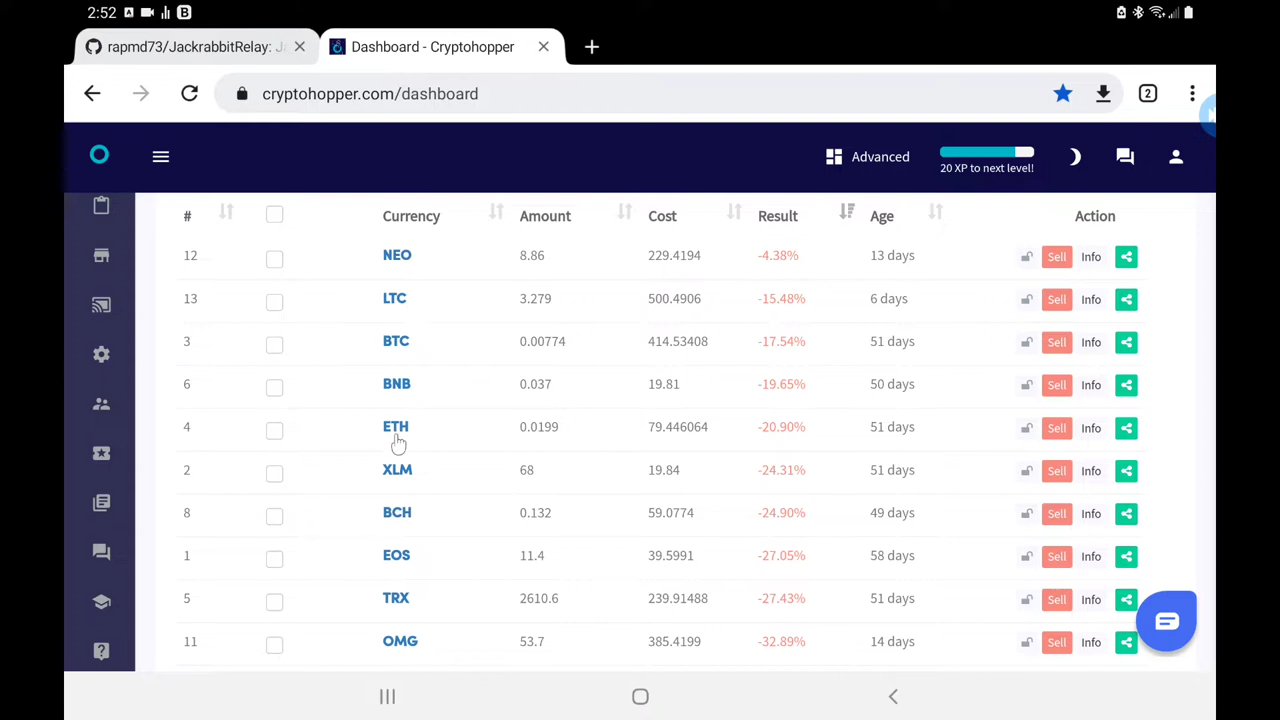 2:52
rapmd73/JackrabbitRelay: J
Dashboard - Cryptohopper
cryptohopper.com/dashboard
2
Advanced
20 XP to next level!
# Currency Amount Cost Result Age Action
12 NEO 8.86 229.4194 -4.38% 13 days Sell Info
13 LTC 3.279 500.4906 -15.48% 6 days Sell Info
3 BTC 0.00774 414.53408 -17.54% 51 days Sell Info
6 BNB 0.037 19.81 -19.65% 50 days Sell Info
4 ETH 0.0199 79.446064 -20.90% 51 days Sell Info
2 XLM 68 19.84 -24.31% 51 days Sell Info
8 BCH 0.132 59.0774 -24.90% 49 days Sell Info
1 EOS 11.4 39.5991 -27.05% 58 days Sell Info
5 TRX 2610.6 239.91488 -27.43% 51 days Sell Info
11 OMG 53.7 385.4199 -32.89% 14 days Sell Info